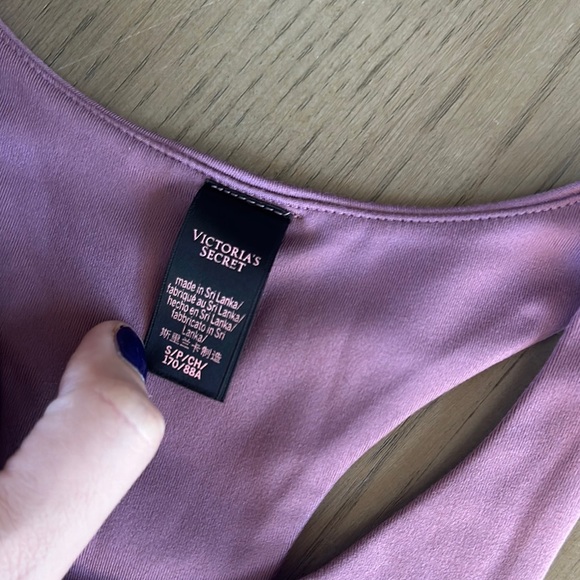 VICTORIA'S
SECRET
made in Sri Lanka/
fabriqué au Sri Lanka/
hecho en Sri Lanka/
fabbricato in Sri
Lanka/
斯里兰卡制造
S/P/CH/
170/88A